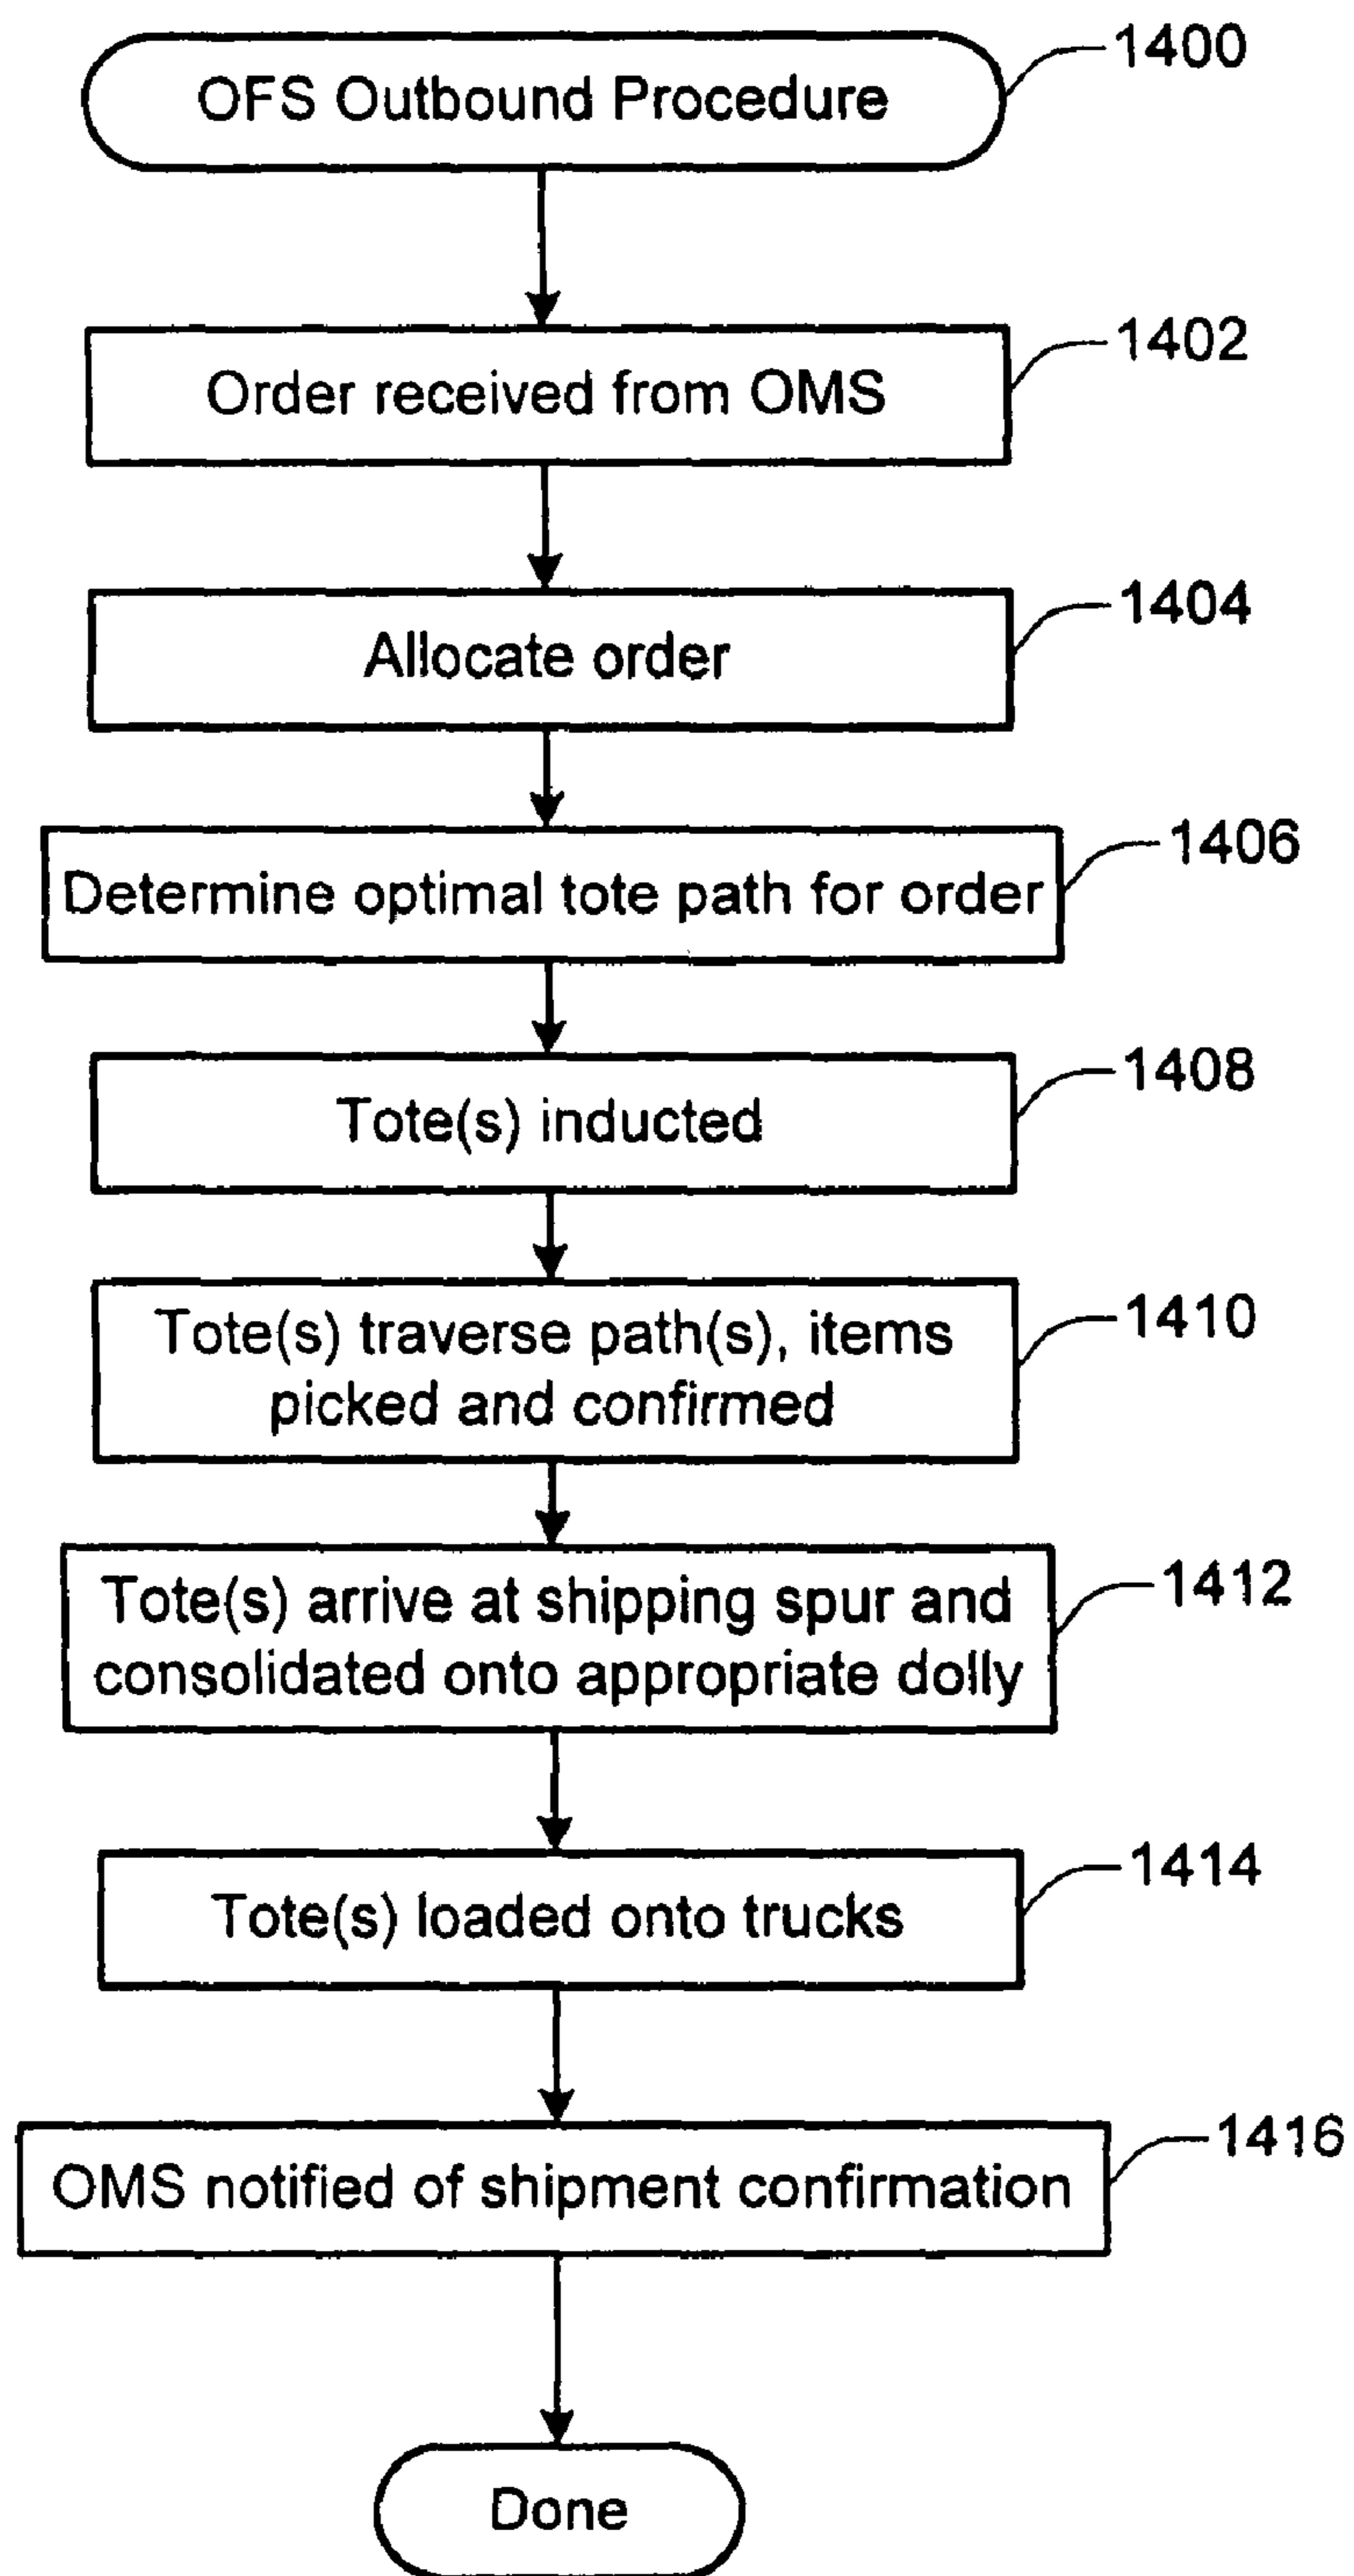 OFS Outbound Procedure
1400
Order received from OMS
1402
Allocate order
1404
Determine optimal tote path for order
1406
Tote(s) inducted
1408
Tote(s) traverse path(s), items
picked and confirmed
1410
Tote(s) arrive at shipping spur and
consolidated onto appropriate dolly
1412
Tote(s) loaded onto trucks
1414
OMS notified of shipment confirmation
1416
Done